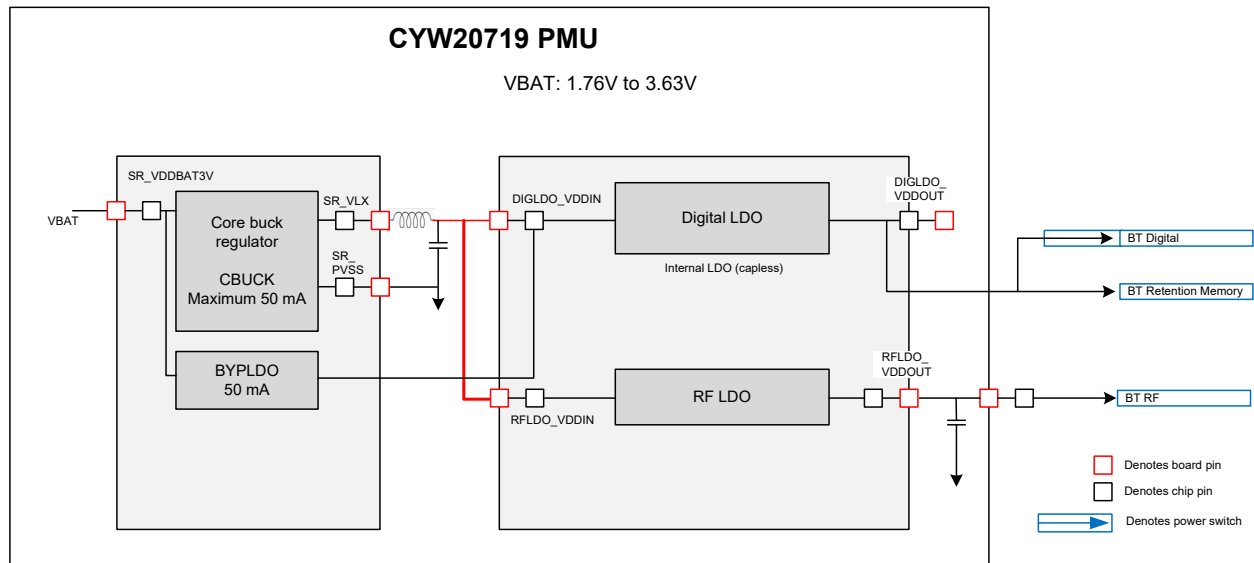 CYW20719 PMU
VBAT: 1.76V to 3.63V
SR_VDDBAT3V
VBAT
Core buck
regulator
CBUCK
Maximum 50 mA
SR_VLX
SR_
PVSS
BYPLDO
50 mA
DIGLDO_VDDIN
Digital LDO
Internal LDO (capless)
DIGLDO_
VDDOUT
RFLDO_VDDIN
RF LDO
RFLDO_
VDDOUT
BT Digital
BT Retention Memory
BT RF
Denotes board pin
Denotes chip pin
Denotes power switch